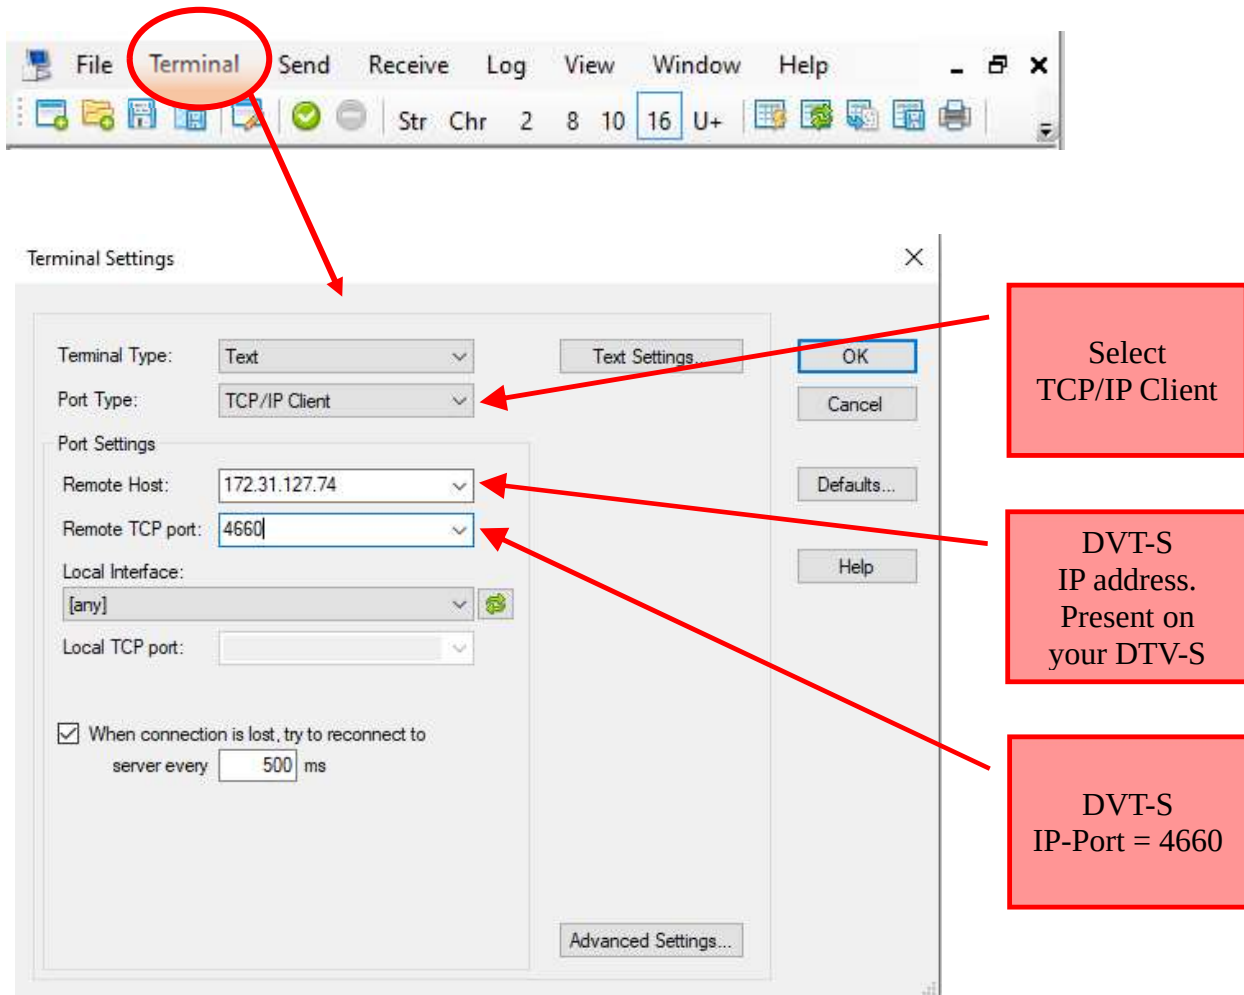 File Terminal Send Receive Log View Window Help
Str Chr 2 8 10 16 U+
Terminal Settings
Terminal Type: Text Text Settings... OK
Port Type: TCP/IP Client Cancel
Port Settings
Remote Host: 172.31.127.74 Defaults...
Remote TCP port: 4660
Local Interface: Help
[any]
Local TCP port:
When connection is lost, try to reconnect to
server every 500 ms
Advanced Settings...
Select
TCP/IP Client
DVT-S
IP address.
Present on
your DTV-S
DVT-S
IP-Port = 4660